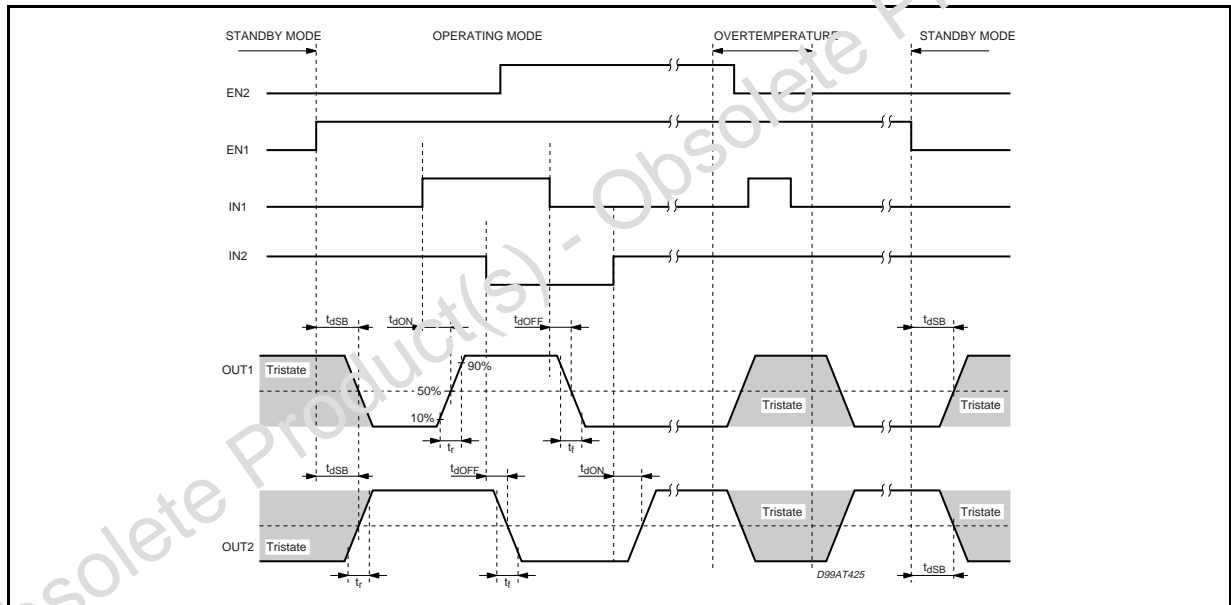 STANDBY MODE OPERATING MODE OVERTEMPERATURE STANDBY MODE
EN2
EN1
IN1
IN2
tdSB tdON tdOFF tdSB
OUT1 Tristate 90%
50%
Tristate Tristate
10%
tr tf
tdSB tdOFF tdON
Tristate Tristate
OUT2 Tristate
D99AT425
tr tf tdSB
Obsolete Product(s) - Obsolete